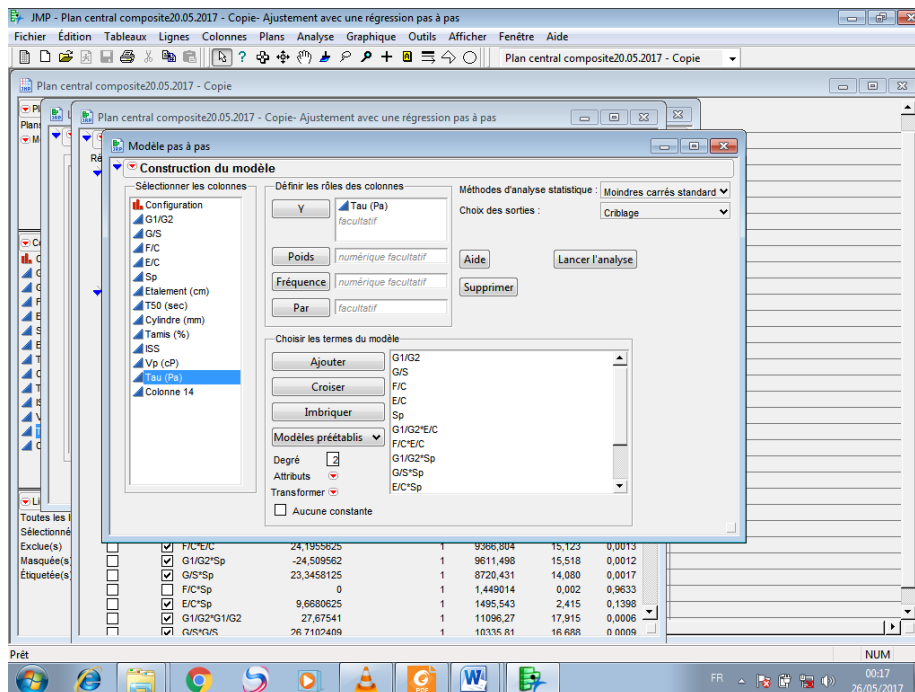 JMP - Plan central composite20.05.2017 - Copie- Ajustement avec une régression pas à pas
Fichier Édition Tableaux Lignes Colonnes Plans Analyse Graphique Outils Afficher Fenêtre Aide
Plan central composite20.05.2017 - Copie
Plan central composite20.05.2017 - Copie
Plan central composite20.05.2017 - Copie- Ajustement avec une régression pas à pas
Modèle pas à pas
Construction du modèle
Sélectionner les colonnes
Configuration
G1/G2
G/S
F/C
E/C
Sp
Etalement (cm)
T50 (sec)
Cylindre (mm)
Tamis (%)
ISS
Vp (cP)
Tau (Pa)
Colonne 14
Définir les rôles des colonnes
Y
Tau (Pa)
facultatif
Poids numérique facultatif
Fréquence numérique facultatif
Par facultatif
Méthodes d'analyse statistique : Moindres carrés standard
Choix des sorties : Criblage
Aide Lancer l'analyse
Supprimer
Choisir les termes du modèle
Ajouter
Croiser
Imbriquer
Modèles préétablis
Degré 2
Attributs
Transformer
Aucune constante
G1/G2
G/S
F/C
E/C
Sp
G1/G2*E/C
F/C*E/C
G1/G2*Sp
G/S*Sp
E/C*Sp
Toutes les l
Sélectionné
Exclue(s)
Masquée(s
Étiquetée(s
F/C*E/C 24,1955625 1 9366,804 15,123 0,0013
G1/G2*Sp -24,509562 1 9611,498 15,518 0,0012
G/S*Sp 23,3458125 1 8720,431 14,080 0,0017
F/C*Sp 0 1 1,449014 0,002 0,9633
E/C*Sp 9,6680625 1 1495,543 2,415 0,1398
G1/G2*G1/G2 27,67541 1 11096,27 17,915 0,0006
G/S*G/S 26,7102409 1 10335,81 16,688 0,0009
Prêt NUM
FR 00:17
26/05/2017